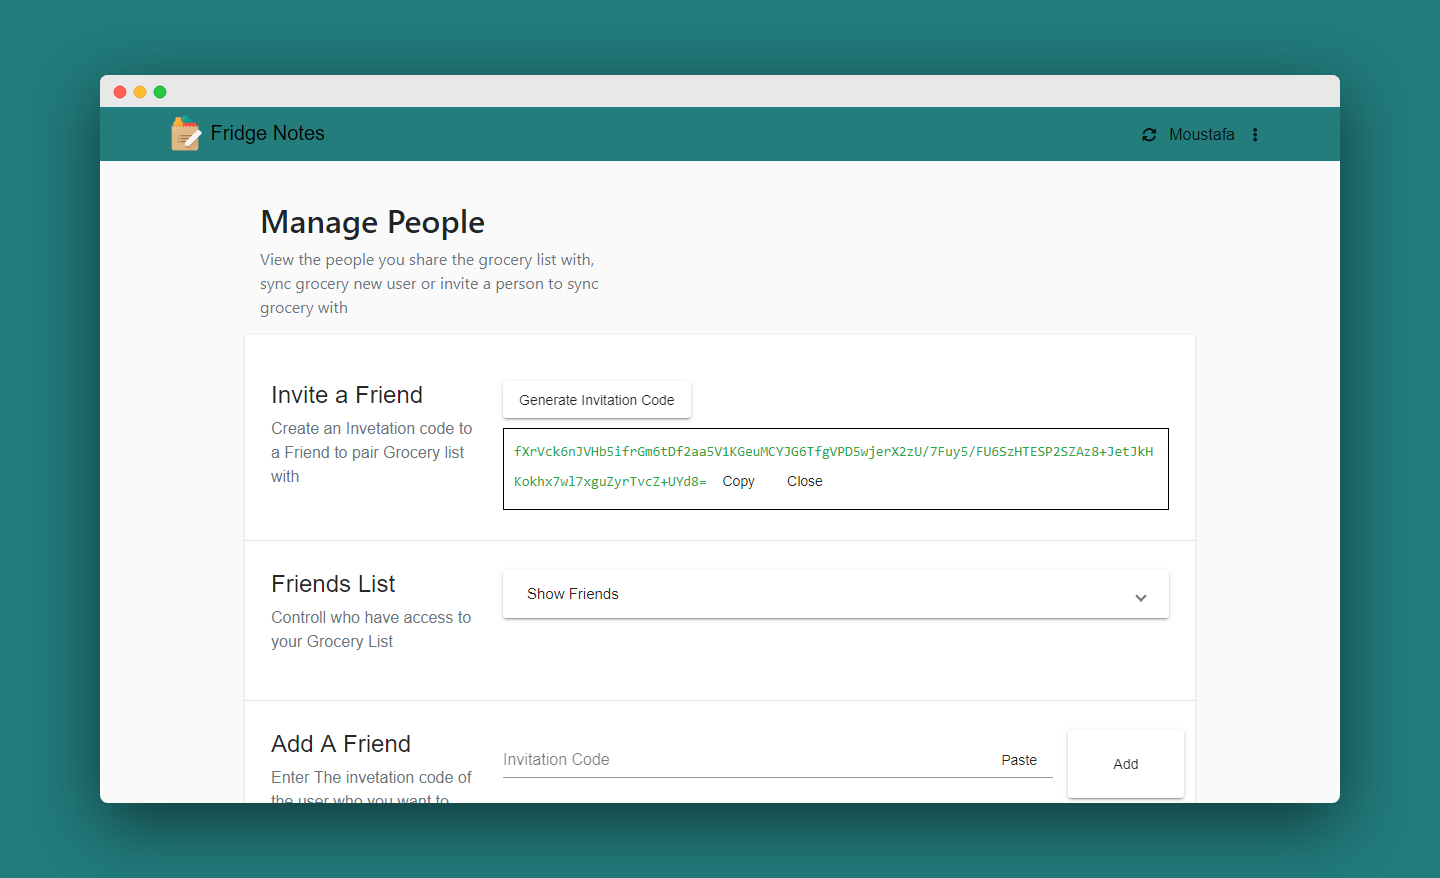 Fridge Notes
Moustafa
Manage People
View the people you share the grocery list with,
sync grocery new user or invite a person to sync
grocery with
Invite a Friend
Create an Invetation code to
a Friend to pair Grocery list
with
Generate Invitation Code
fXrVck6nJVHb5ifrGm6tDf2aa5V1KGeuMCYJG6TfgVPD5wjerX2zU/7Fuy5/FU6SzHTESP2SZAz8+JetJkH
Kokhx7wl7xguZyrTvcZ+UYd8= Copy Close
Friends List
Controll who have access to
your Grocery List
Show Friends
Add A Friend
Enter The invetation code of
the user who you want to
Invitation Code
Paste
Add